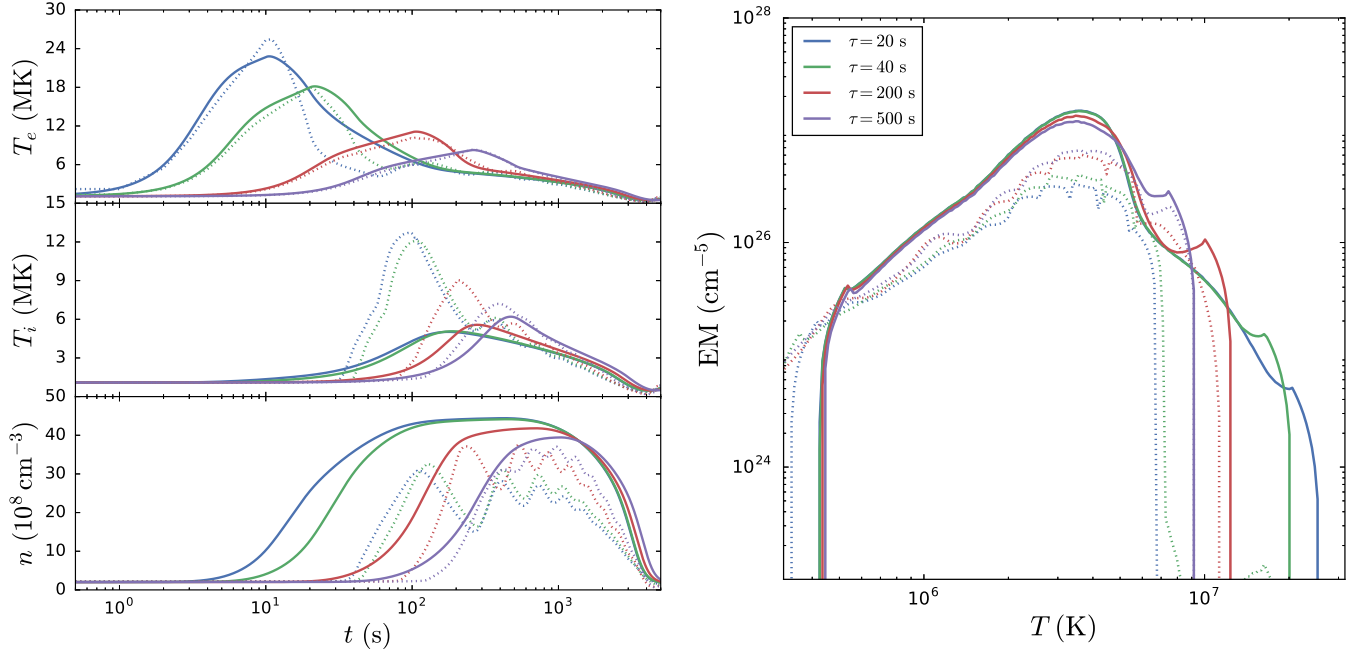 30
24
18
12
6
15
T_e (MK)
12
9
6
3
50
T_i (MK)
40
30
20
10
0
n (10^8 cm^−3)
10^0 10^1 10^2 10^3
t (s)
10^28
10^26
10^24
EM (cm^−5)
τ = 20 s
τ = 40 s
τ = 200 s
τ = 500 s
10^6 10^7
T (K)